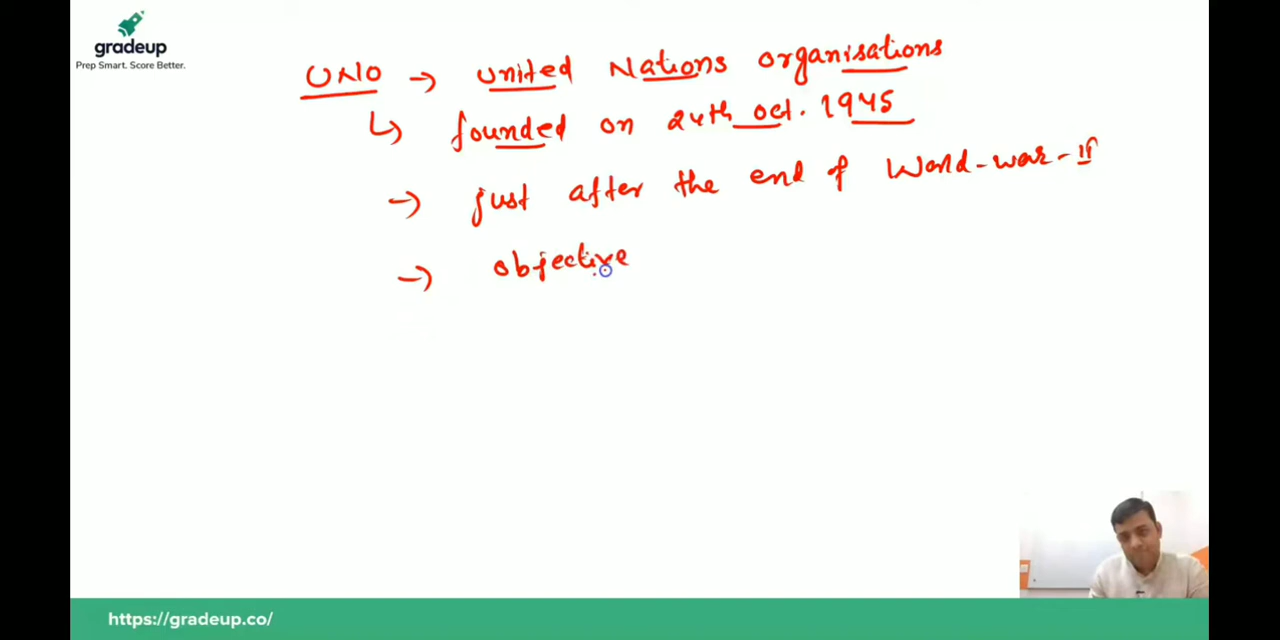 gradeup
Prep Smart. Score Better.
UNO → United Nations organisations
↳ founded on 24th oct. 1945
→ just after the end of World-war-II
→ objective
https://gradeup.co/